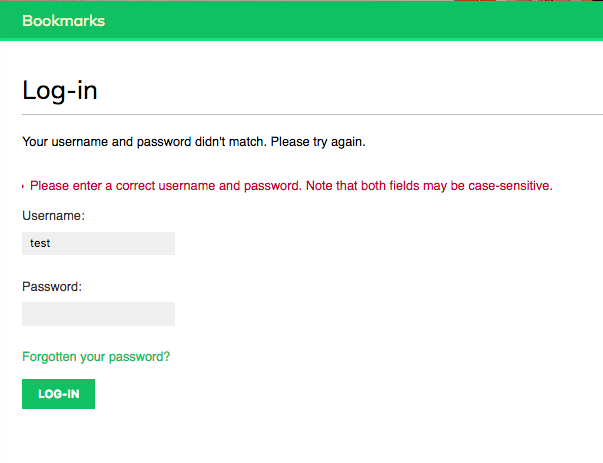 Bookmarks
Log-in
Your username and password didn't match. Please try again.
Please enter a correct username and password. Note that both fields may be case-sensitive.
Username:
test
Password:
Forgotten your password?
LOG-IN